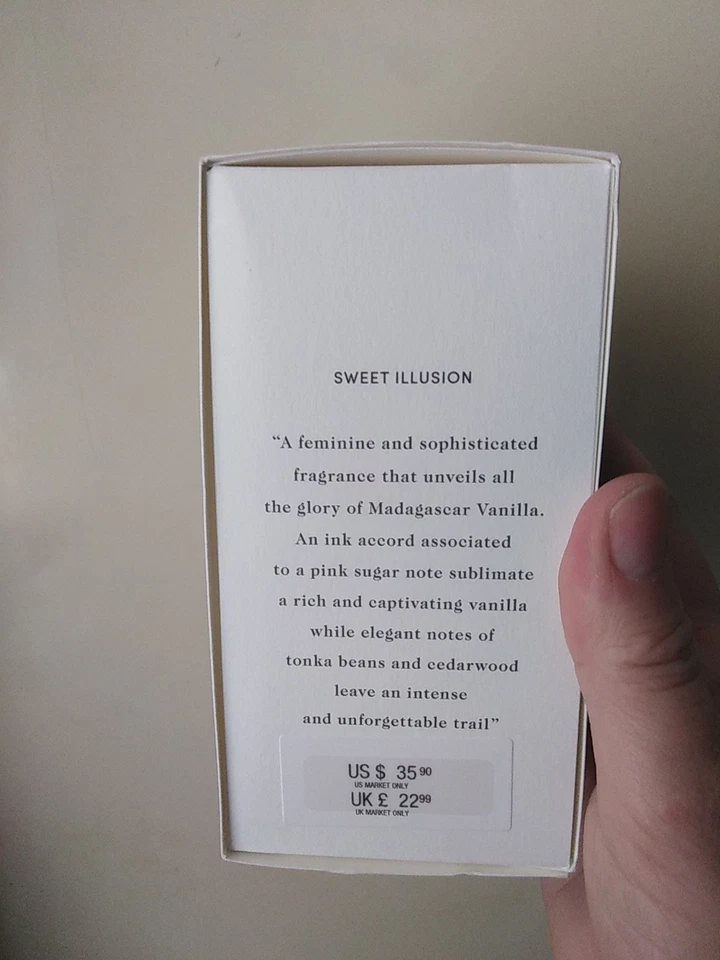 SWEET ILLUSION
“A feminine and sophisticated
fragrance that unveils all
the glory of Madagascar Vanilla.
An ink accord associated
to a pink sugar note sublimate
a rich and captivating vanilla
while elegant notes of
tonka beans and cedarwood
leave an intense
and unforgettable trail”
US $ 35 90
US MARKET ONLY
UK £ 22 99
UK MARKET ONLY